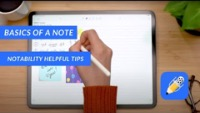 BASICS OF A NOTE
NOTABILITY HELPFUL TIPS